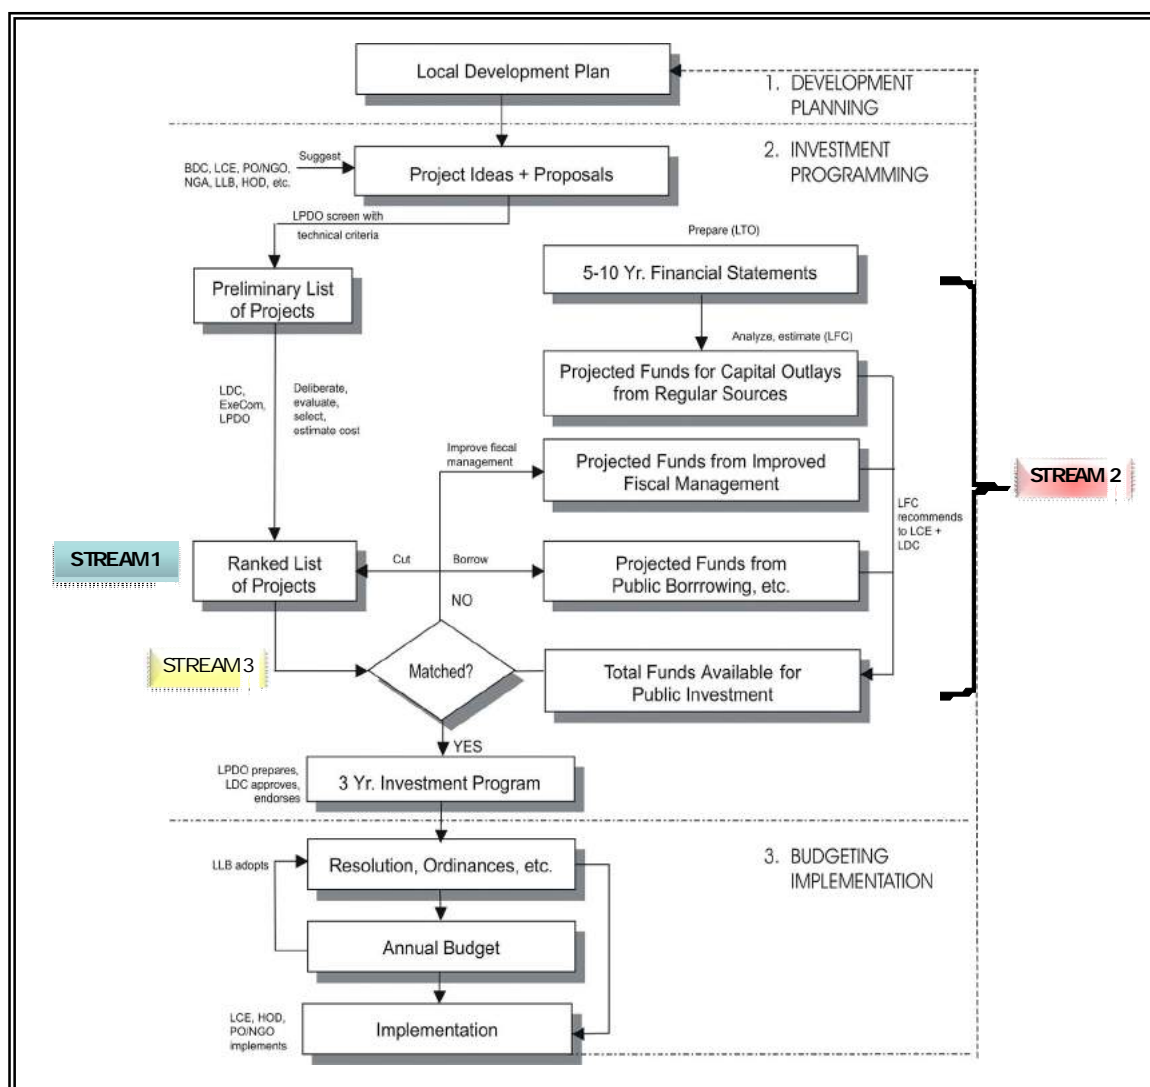 Local Development Plan
1. DEVELOPMENT
PLANNING
2. INVESTMENT
PROGRAMMING
Suggest
BDC, LCE, PO/NGO,
NGA, LLB, HOD, etc.
Project Ideas + Proposals
LPDO screen with
technical criteria
Prepare (LTO)
5-10 Yr. Financial Statements
Preliminary List
of Projects
Analyze, estimate (LFC)
Projected Funds for Capital Outlays
from Regular Sources
LDC,
ExeCom,
LPDO
Deliberate,
evaluate,
select,
estimate cost
Improve fiscal
management
Projected Funds from Improved
Fiscal Management
STREAM 2
LFC
recommends
to LCE +
LDC
STREAM 1
Ranked List
of Projects
Cut
Borrow
Projected Funds from
Public Borrrowing, etc.
NO
STREAM 3
Matched?
Total Funds Available for
Public Investment
YES
LPDO prepares,
LDC approves,
endorses
3 Yr. Investment Program
3. BUDGETING
IMPLEMENTATION
LLB adopts
Resolution, Ordinances, etc.
Annual Budget
LCE, HOD,
PO/NGO
implements
Implementation